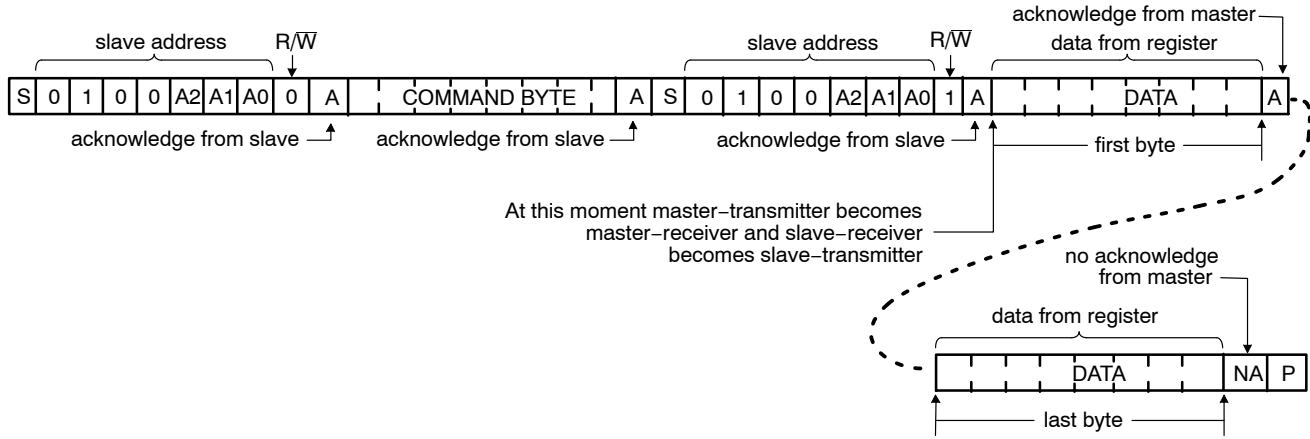 acknowledge from master
slave address R/W̅ slave address R/W̅ data from register
S 0 1 0 0 A2 A1 A0 0 A COMMAND BYTE A S 0 1 0 0 A2 A1 A0 1 A DATA A
acknowledge from slave acknowledge from slave acknowledge from slave first byte
At this moment master−transmitter becomes
master−receiver and slave−receiver
becomes slave−transmitter
no acknowledge
from master
data from register
DATA NA P
last byte